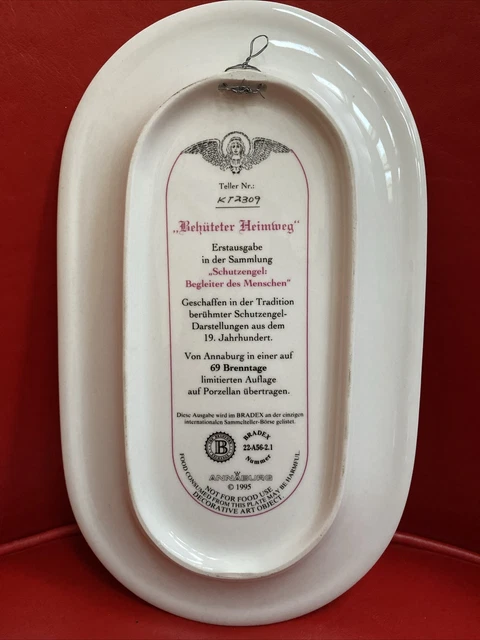 Teller Nr.:
KT2309
„Behüteter Heimweg“
Erstausgabe
in der Sammlung
„Schutzengel:
Begleiter des Menschen“
Geschaffen in der Tradition
berühmter Schutzengel-
Darstellungen aus dem
19. Jahrhundert.
Von Annaburg in einer auf
69 Brenntage
limitierten Auflage
auf Porzellan übertragen.
Diese Ausgabe wird im BRADEX an der einzigen
internationalen Sammelteller-Börse gelistet.
B
BRADEX
22-A56-2.1
Nummer
ANNABURG
© 1995
NOT FOR FOOD USE
FOOD CONSUMED FROM THIS PLATE MAY BE HARMFUL.
DECORATIVE ART OBJECT.